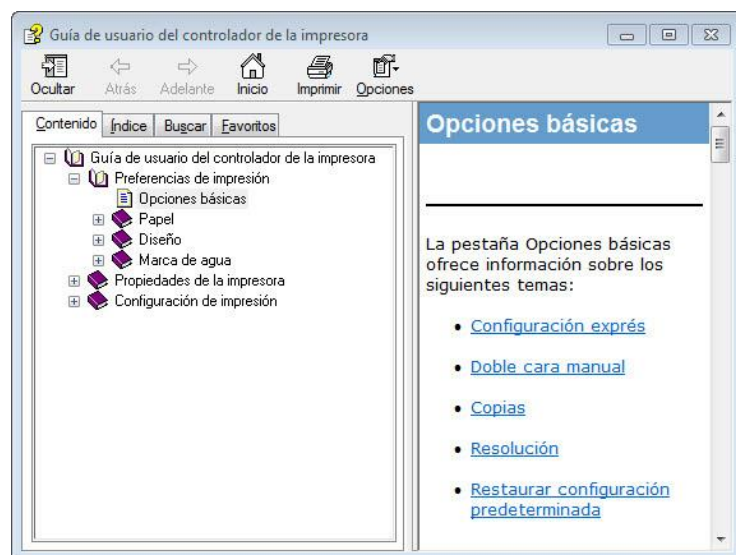 Guía de usuario del controlador de la impresora
Ocultar Atrás Adelante Inicio Imprimir Opciones
Contenido Índice Buscar Favoritos
Guía de usuario del controlador de la impresora
Preferencias de impresión
Opciones básicas
Papel
Diseño
Marca de agua
Propiedades de la impresora
Configuración de impresión
Opciones básicas
La pestaña Opciones básicas
ofrece información sobre los
siguientes temas:
Configuración exprés
Doble cara manual
Copias
Resolución
Restaurar configuración
predeterminada